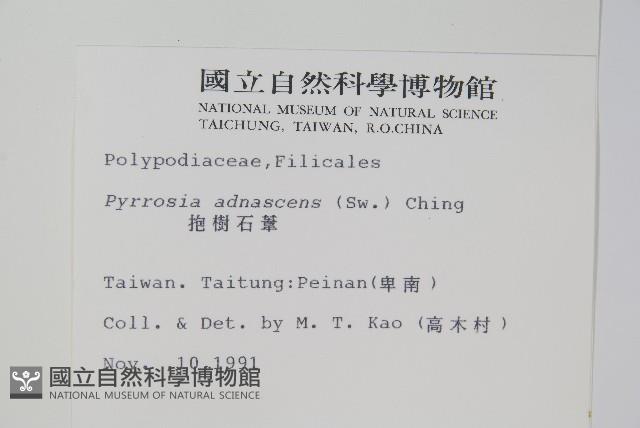 國立自然科學博物館
NATIONAL MUSEUM OF NATURAL SCIENCE
TAICHUNG, TAIWAN, R.O.CHINA
Polypodiaceae,Filicales
Pyrrosia adnascens (Sw.) Ching
抱樹石葦
Taiwan. Taitung:Peinan(卑南)
Coll. & Det. by M. T. Kao (高木村)
Nov. 10 1991
國立自然科學博物館
NATIONAL MUSEUM OF NATURAL SCIENCE